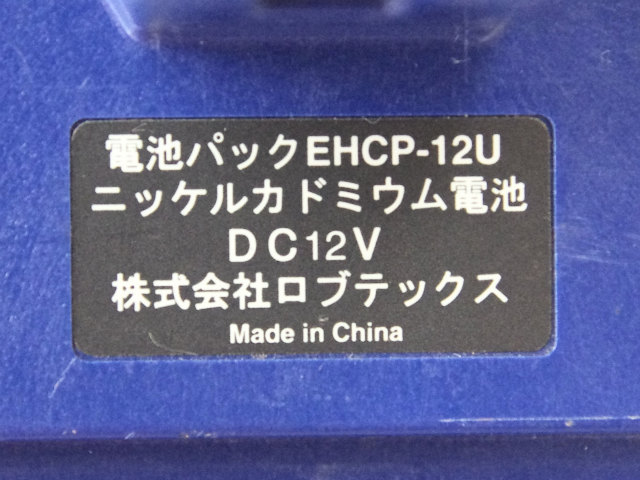 電池パックEHCP-12U
ニッケルカドミウム電池
DC12V
株式会社ロブテックス
Made in China